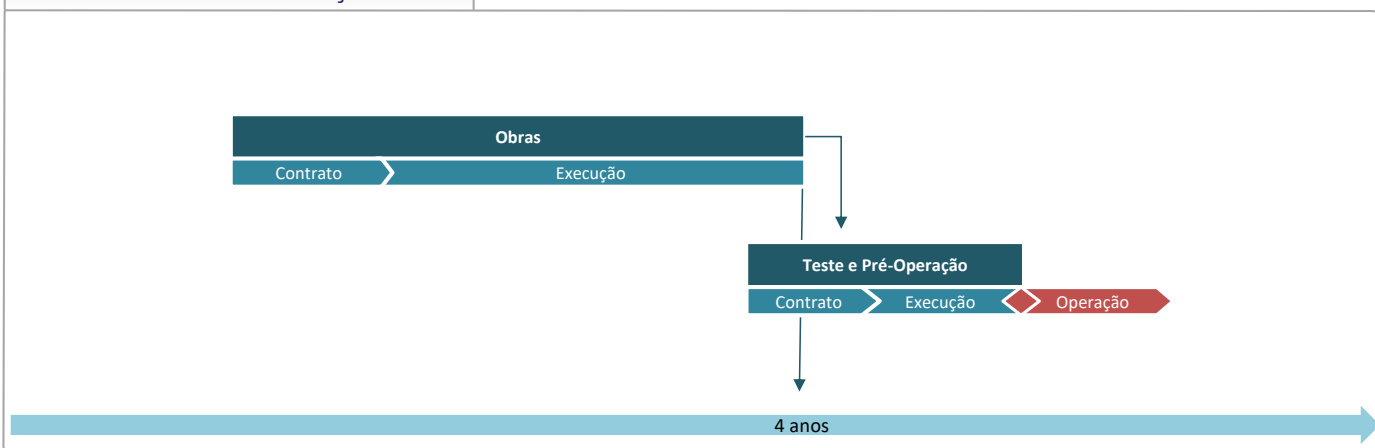 Obras
Contrato
Execução
Teste e Pré-Operação
Contrato
Execução
Operação
4 anos